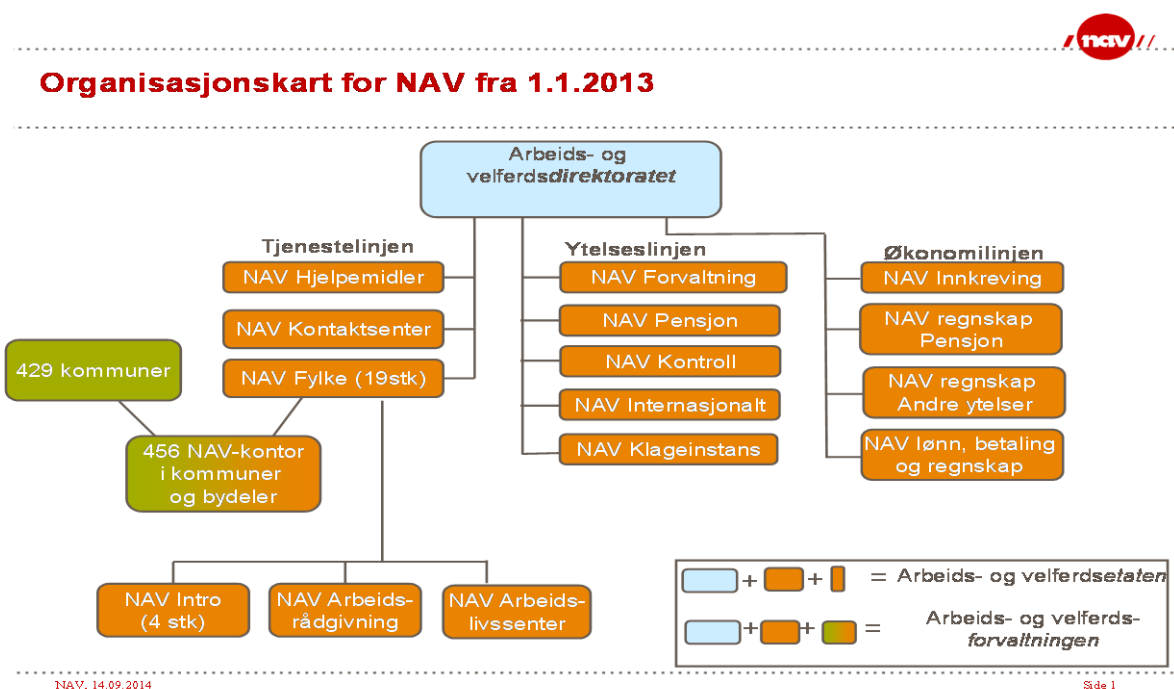 nav
Organisasjonskart for NAV fra 1.1.2013
Arbeids- og
velferdsdirektoratet
Tjenestelinjen
NAV Hjelpemidler
NAV Kontaktsenter
NAV Fylke (19stk)
429 kommuner
456 NAV-kontor
i kommuner
og bydeler
NAV Intro
(4 stk)
NAV Arbeids-
rådgivning
NAV Arbeids-
livssenter
Ytelseslinjen
NAV Forvaltning
NAV Pensjon
NAV Kontroll
NAV Internasjonalt
NAV Klageinstans
Økonomilinjen
NAV Innkreving
NAV regnskap
Pensjon
NAV regnskap
Andre ytelser
NAV lønn, betaling
og regnskap
+ + = Arbeids- og velferdsetaten
+ + = Arbeids- og velferds-
forvaltningen
NAV, 14.09.2014
Side 1